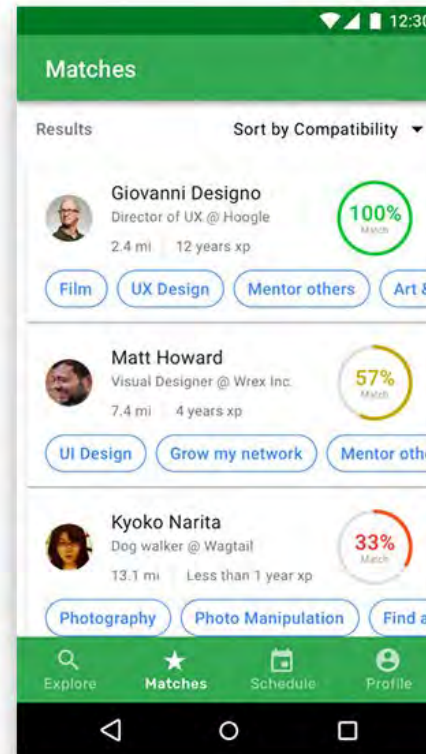 12:30
Matches
Results Sort by Compatibility
Giovanni Designo
Director of UX @ Hoogle
2.4 mi 12 years xp
100%
Match
Film UX Design Mentor others Art &
Matt Howard
Visual Designer @ Wrex Inc.
7.4 mi 4 years xp
57%
Match
UI Design Grow my network Mentor oth
Kyoko Narita
Dog walker @ Wagtail
13.1 mi Less than 1 year xp
33%
Match
Photography Photo Manipulation Find a
Explore Matches Schedule Profile